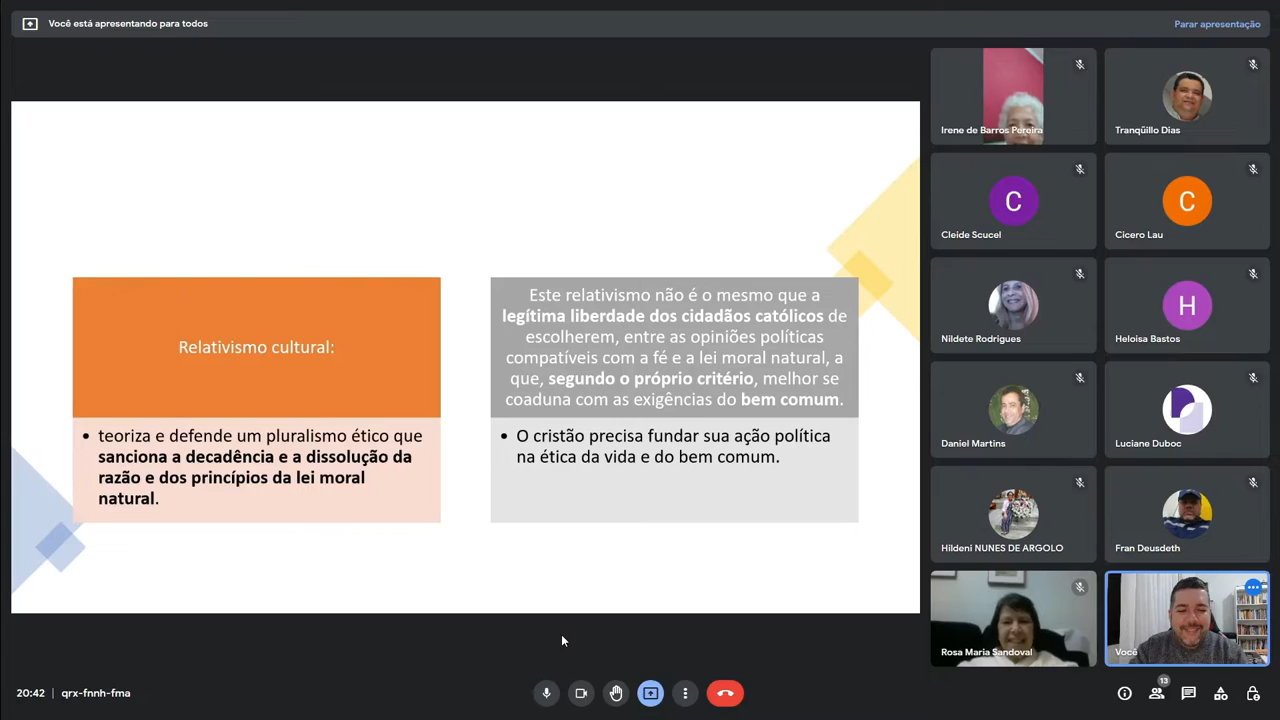 Você está apresentando para todos
Parar apresentação
Relativismo cultural:
• teoriza e defende um pluralismo ético que
sanciona a decadência e a dissolução da
razão e dos princípios da lei moral
natural.
Este relativismo não é o mesmo que a
legítima liberdade dos cidadãos católicos de
escolherem, entre as opiniões políticas
compatíveis com a fé e a lei moral natural, a
que, segundo o próprio critério, melhor se
coaduna com as exigências do bem comum.
• O cristão precisa fundar sua ação política
na ética da vida e do bem comum.
Irene de Barros Pereira
Tranqüillo Dias
C
Cleide Scucel
C
Cicero Lau
Nildete Rodrigues
H
Heloisa Bastos
Daniel Martins
Luciane Duboc
Hildeni NUNES DE ARGOLO
Fran Deusdeth
Rosa Maria Sandoval
Você
20:42
qrx-fnnh-fma
13